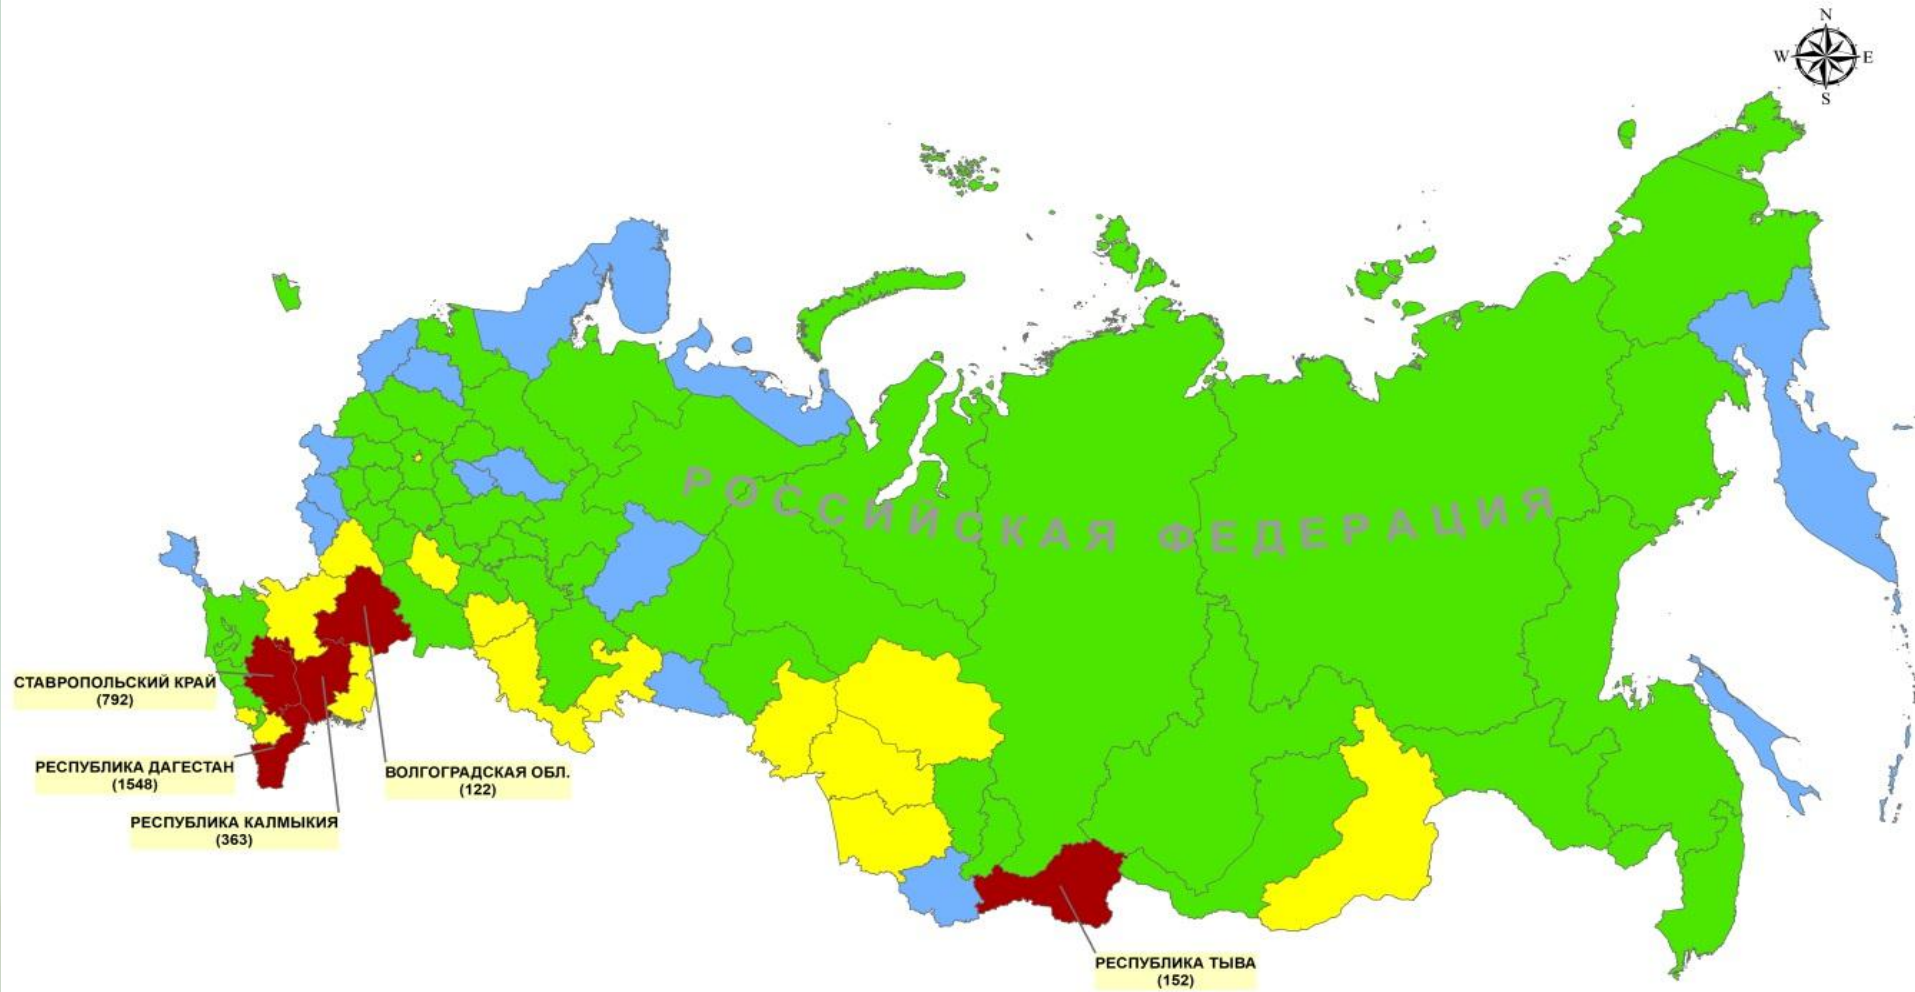 N
W E
S
РОССИЙСКАЯ ФЕДЕРАЦИЯ
СТАВРОПОЛЬСКИЙ КРАЙ
(792)
РЕСПУБЛИКА ДАГЕСТАН
(1548)
ВОЛГОГРАДСКАЯ ОБЛ.
(122)
РЕСПУБЛИКА КАЛМЫКИЯ
(363)
РЕСПУБЛИКА ТЫВА
(152)